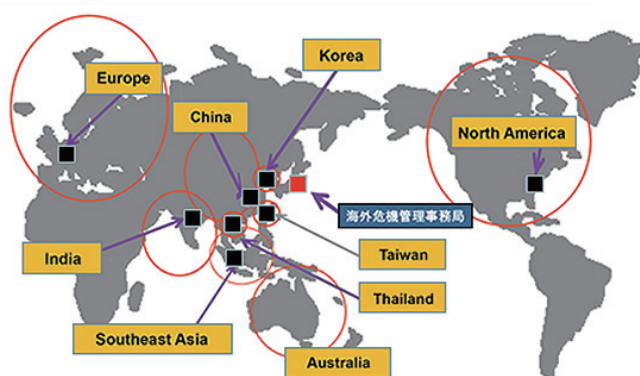 Korea
Europe
China
North America
海外危機管理事務局
India
Taiwan
Thailand
Southeast Asia
Australia